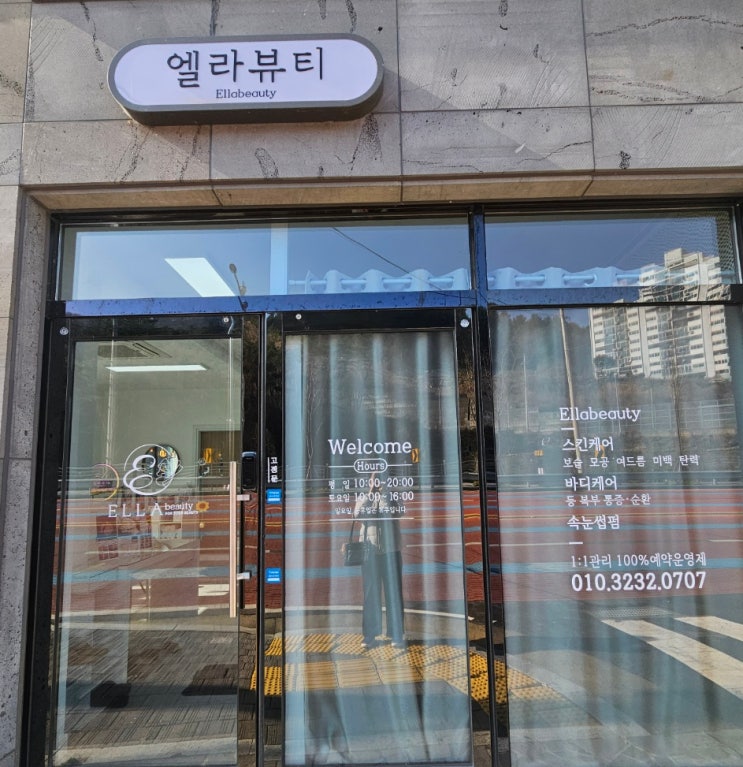 엘라뷰티
Ellabeauty
ELLA beauty
고정문
Welcome
Hours
평 일 10:00~20:00
토요일 10:00~16:00
Ellabeauty
스킨케어
보습 모공 여드름 미백 탄력
바디케어
등 복부 통증·순환
속눈썹펌
1:1관리 100%예약운영제
010.3232.0707